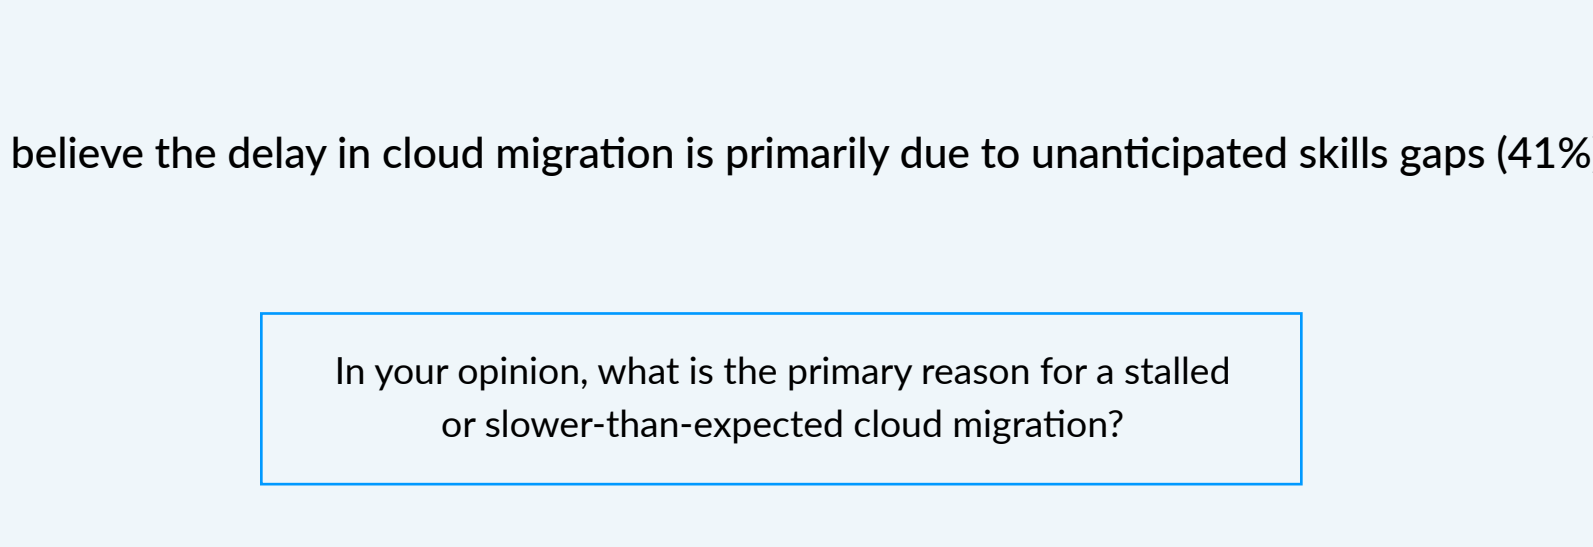 believe the delay in cloud migration is primarily due to unanticipated skills gaps (41%
In your opinion, what is the primary reason for a stalled
or slower-than-expected cloud migration?